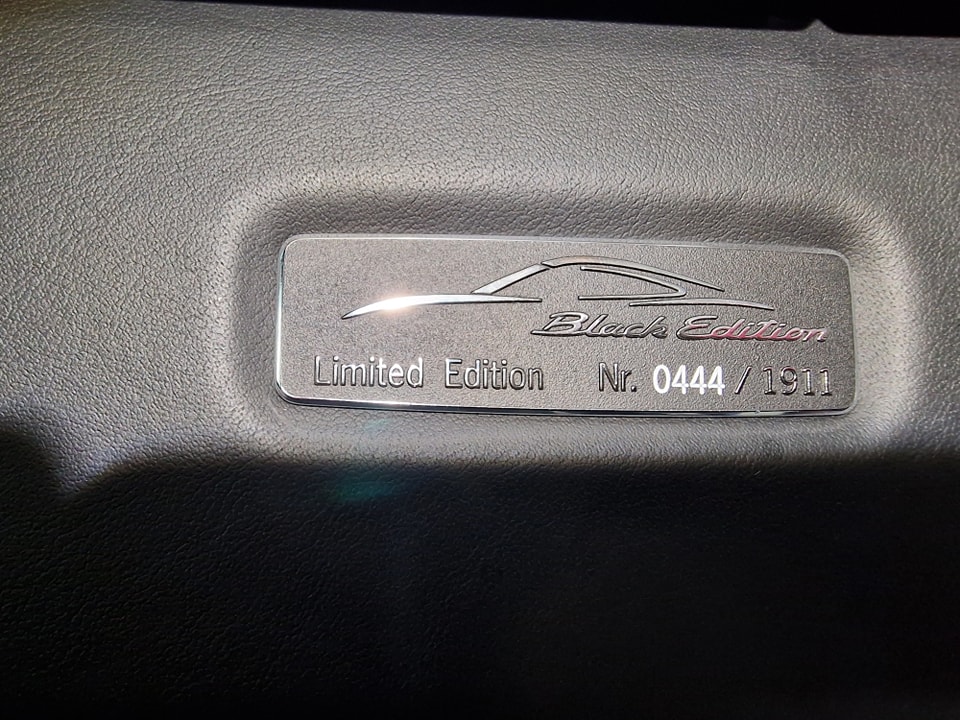 Black Edition
Limited Edition Nr. 0444 / 1911